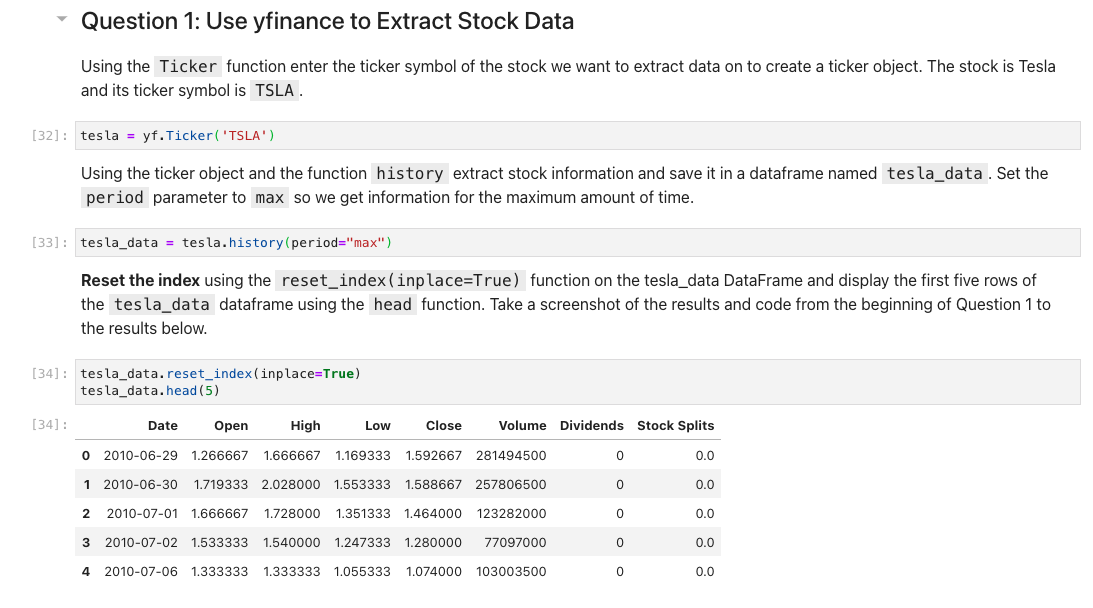 Question 1: Use yfinance to Extract Stock Data
Using the Ticker function enter the ticker symbol of the stock we want to extract data on to create a ticker object. The stock is Tesla
and its ticker symbol is TSLA .
[32]: tesla = yf.Ticker('TSLA')
Using the ticker object and the function history extract stock information and save it in a dataframe named tesla_data . Set the
period parameter to max so we get information for the maximum amount of time.
[33]: tesla_data = tesla.history(period="max")
Reset the index using the reset_index(inplace=True) function on the tesla_data DataFrame and display the first five rows of
the tesla_data dataframe using the head function. Take a screenshot of the results and code from the beginning of Question 1 to
the results below.
[34]: tesla_data.reset_index(inplace=True)
tesla_data.head(5)
[34]: Date Open High Low Close Volume Dividends Stock Splits
0 2010-06-29 1.266667 1.666667 1.169333 1.592667 281494500 0 0.0
1 2010-06-30 1.719333 2.028000 1.553333 1.588667 257806500 0 0.0
2 2010-07-01 1.666667 1.728000 1.351333 1.464000 123282000 0 0.0
3 2010-07-02 1.533333 1.540000 1.247333 1.280000 77097000 0 0.0
4 2010-07-06 1.333333 1.333333 1.055333 1.074000 103003500 0 0.0